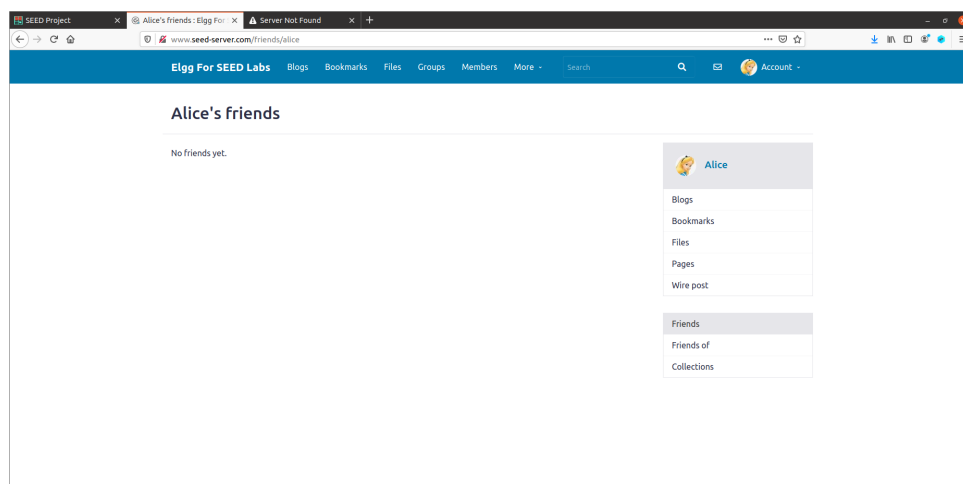 SEED Project
Alice's friends : Elgg For
Server Not Found
www.seed-server.com/friends/alice
Elgg For SEED Labs Blogs Bookmarks Files Groups Members More Search Account
Alice's friends
No friends yet.
Alice
Blogs
Bookmarks
Files
Pages
Wire post
Friends
Friends of
Collections